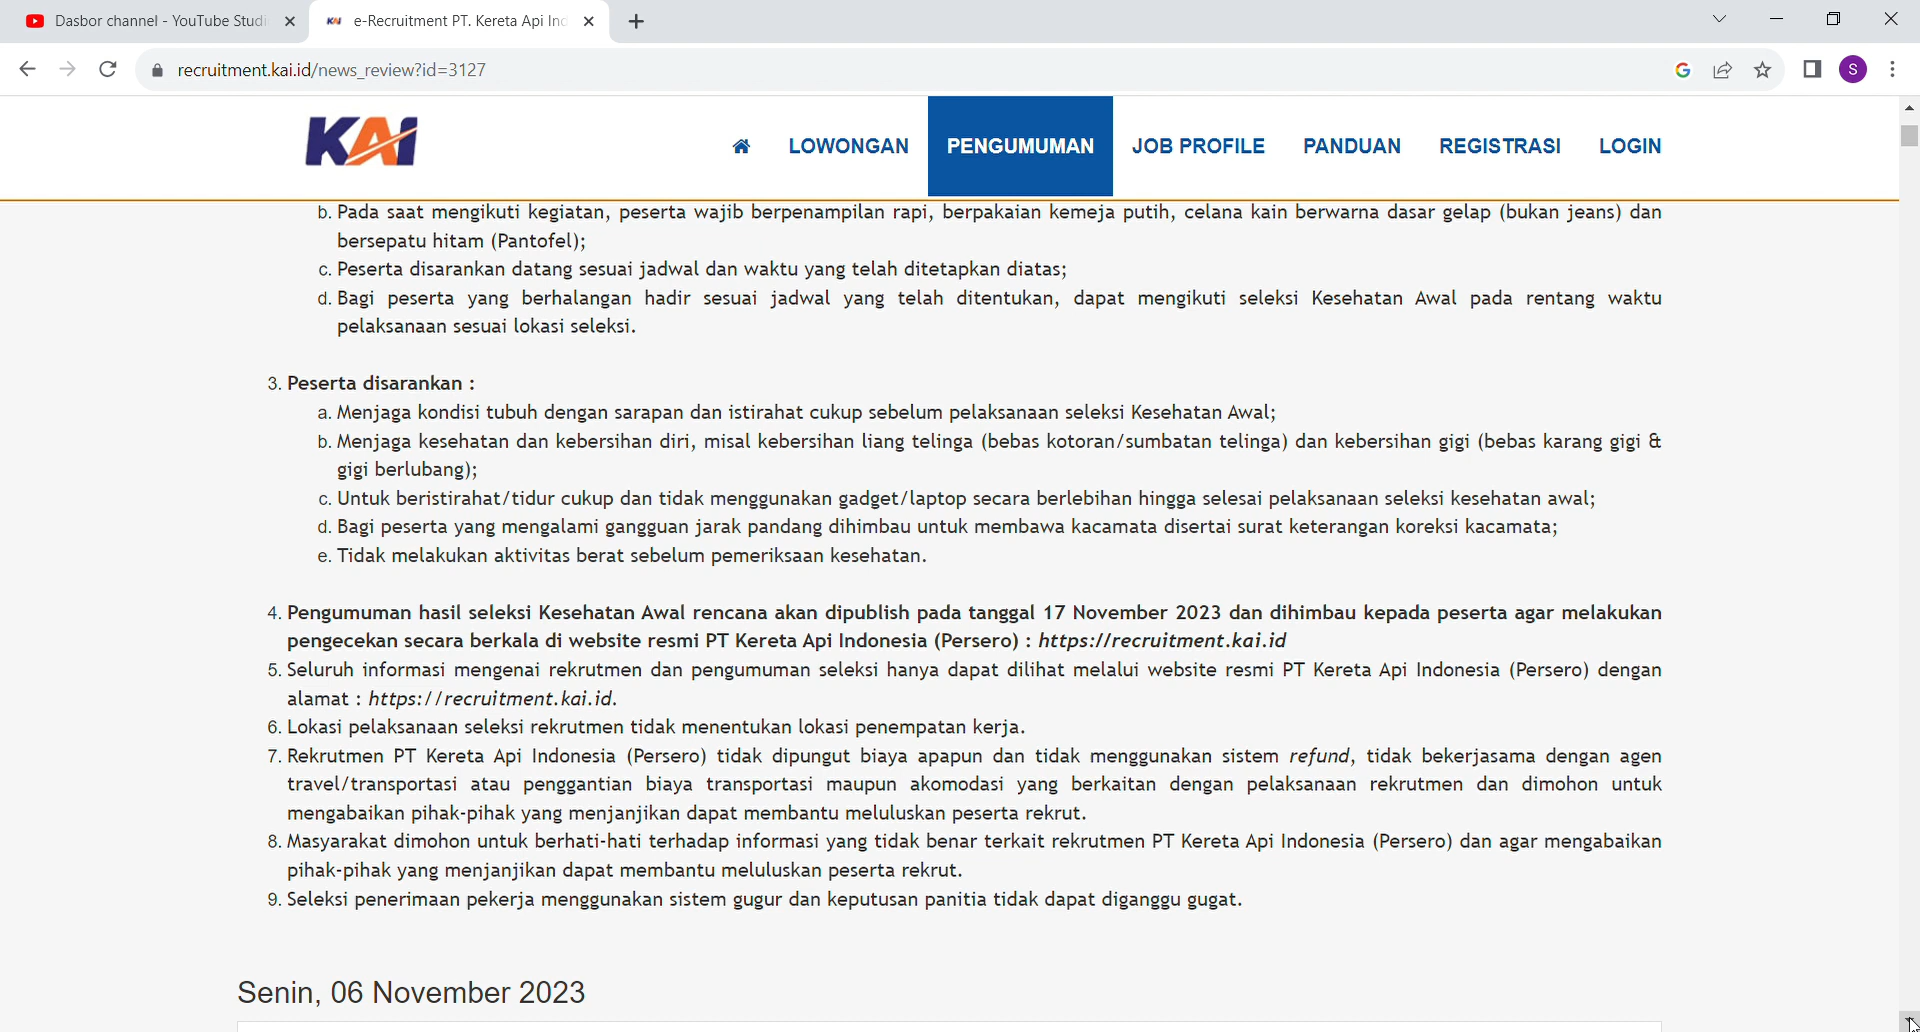 Dasbor channel - YouTube Studi
e-Recruitment PT. Kereta Api Ind
recruitment.kai.id/news_review?id=3127
S
KAI
LOWONGAN
PENGUMUMAN
JOB PROFILE
PANDUAN
REGISTRASI
LOGIN
b. Pada saat mengikuti kegiatan, peserta wajib berpenampilan rapi, berpakaian kemeja putih, celana kain berwarna dasar gelap (bukan jeans) dan
bersepatu hitam (Pantofel);
c. Peserta disarankan datang sesuai jadwal dan waktu yang telah ditetapkan diatas;
d. Bagi peserta yang berhalangan hadir sesuai jadwal yang telah ditentukan, dapat mengikuti seleksi Kesehatan Awal pada rentang waktu
pelaksanaan sesuai lokasi seleksi.
3. Peserta disarankan :
a. Menjaga kondisi tubuh dengan sarapan dan istirahat cukup sebelum pelaksanaan seleksi Kesehatan Awal;
b. Menjaga kesehatan dan kebersihan diri, misal kebersihan liang telinga (bebas kotoran/sumbatan telinga) dan kebersihan gigi (bebas karang gigi &
gigi berlubang);
c. Untuk beristirahat/tidur cukup dan tidak menggunakan gadget/laptop secara berlebihan hingga selesai pelaksanaan seleksi kesehatan awal;
d. Bagi peserta yang mengalami gangguan jarak pandang dihimbau untuk membawa kacamata disertai surat keterangan koreksi kacamata;
e. Tidak melakukan aktivitas berat sebelum pemeriksaan kesehatan.
4. Pengumuman hasil seleksi Kesehatan Awal rencana akan dipublish pada tanggal 17 November 2023 dan dihimbau kepada peserta agar melakukan
pengecekan secara berkala di website resmi PT Kereta Api Indonesia (Persero) : https://recruitment.kai.id
5. Seluruh informasi mengenai rekrutmen dan pengumuman seleksi hanya dapat dilihat melalui website resmi PT Kereta Api Indonesia (Persero) dengan
alamat : https://recruitment.kai.id.
6. Lokasi pelaksanaan seleksi rekrutmen tidak menentukan lokasi penempatan kerja.
7. Rekrutmen PT Kereta Api Indonesia (Persero) tidak dipungut biaya apapun dan tidak menggunakan sistem refund, tidak bekerjasama dengan agen
travel/transportasi atau penggantian biaya transportasi maupun akomodasi yang berkaitan dengan pelaksanaan rekrutmen dan dimohon untuk
mengabaikan pihak-pihak yang menjanjikan dapat membantu meluluskan peserta rekrut.
8. Masyarakat dimohon untuk berhati-hati terhadap informasi yang tidak benar terkait rekrutmen PT Kereta Api Indonesia (Persero) dan agar mengabaikan
pihak-pihak yang menjanjikan dapat membantu meluluskan peserta rekrut.
9. Seleksi penerimaan pekerja menggunakan sistem gugur dan keputusan panitia tidak dapat diganggu gugat.
Senin, 06 November 2023